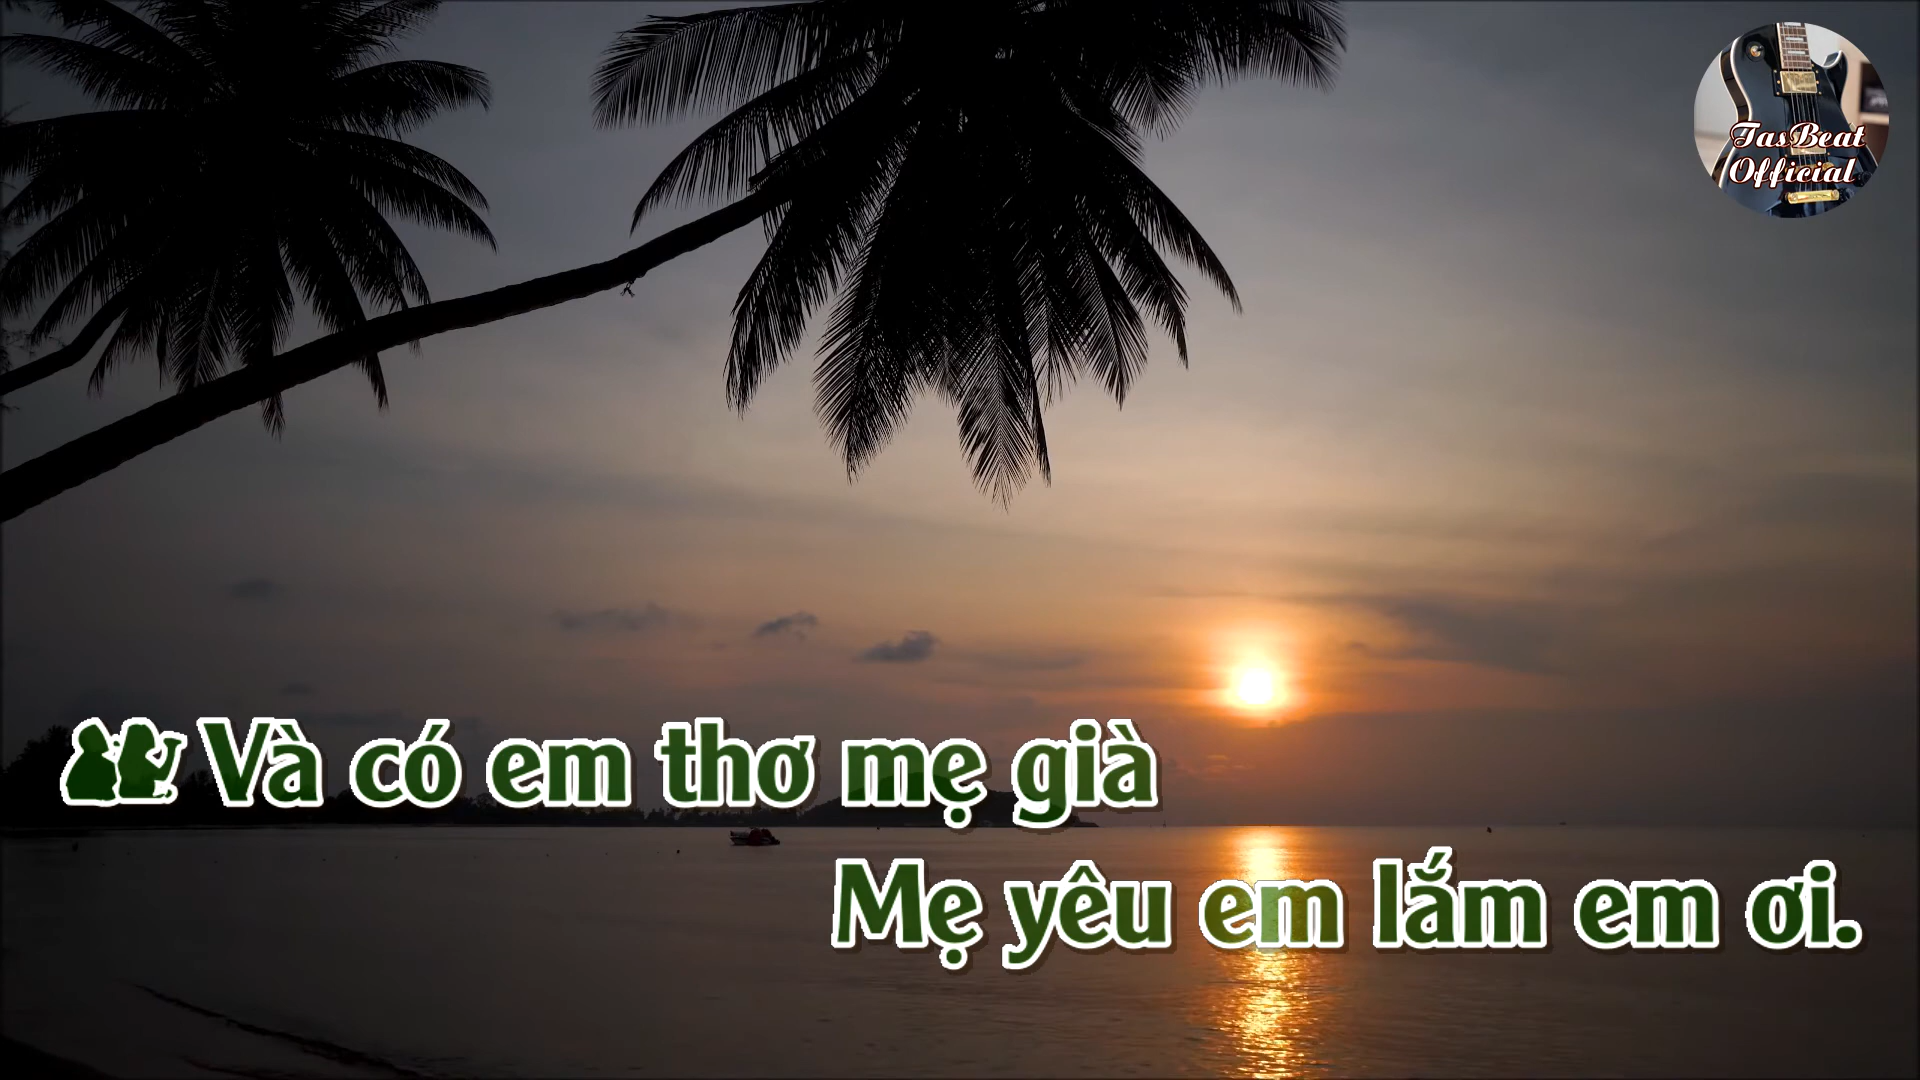 TasBeat
Official
Và có em thơ mẹ già
Mẹ yêu em lắm em ơi.